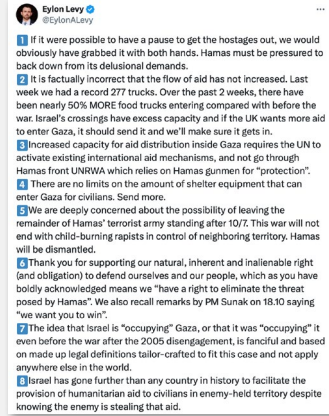 Eylon Levy
@EylonALevy
1 If it were possible to have a pause to get the hostages out, we would
obviously have grabbed it with both hands. Hamas must be pressured to
back down from its delusional demands.
2 It is factually incorrect that the flow of aid has not increased. Last
week we had a record 277 trucks. Over the past 2 weeks, there have
been nearly 50% MORE food trucks entering compared with before the
war. Israel's crossings have excess capacity and if the UK wants more aid
to enter Gaza, it should send it and we'll make sure it gets in.
3 Increased capacity for aid distribution inside Gaza requires the UN to
activate existing international aid mechanisms, and not go through
Hamas front UNRWA which relies on Hamas gunmen for "protection".
4 There are no limits on the amount of shelter equipment that can
enter Gaza for civilians. Send more.
5 We are deeply concerned about the possibility of leaving the
remainder of Hamas' terrorist army standing after 10/7. This war will not
end with child-burning rapists in control of neighboring territory. Hamas
will be dismantled.
6 Thank you for supporting our natural, inherent and inalienable right
(and obligation) to defend ourselves and our people, which as you have
boldly acknowledged means we "have a right to eliminate the threat
posed by Hamas". We also recall remarks by PM Sunak on 18.10 saying
"we want you to win".
7 The idea that Israel is "occupying" Gaza, or that it was "occupying" it
even before the war after the 2005 disengagement, is fanciful and based
on made up legal definitions tailor-crafted to fit this case and not apply
anywhere else in the world.
8 Israel has gone further than any country in history to facilitate the
provision of humanitarian aid to civilians in enemy-held territory despite
knowing the enemy is stealing that aid.